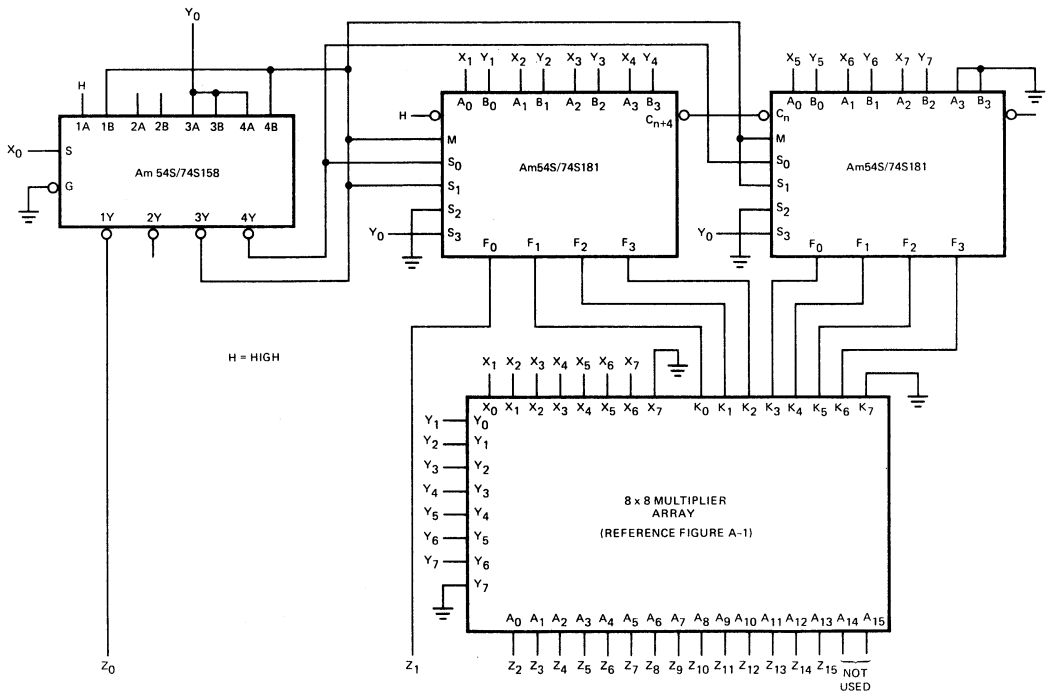 Y0
X1 Y1 X2 Y2 X3 Y3 X4 Y4
X5 Y5 X6 Y6 X7 Y7
H
1A 1B 2A 2B 3A 3B 4A 4B
X0 S
G
Am 54S/74S158
1Y 2Y 3Y 4Y
A0 B0 A1 B1 A2 B2 A3 B3
H
Cn+4
M
S0
S1
S2
Y0 S3
Am54S/74S181
F0 F1 F2 F3
A0 B0 A1 B1 A2 B2 A3 B3
Cn
M
S0
S1
S2
Y0 S3
Am54S/74S181
F0 F1 F2 F3
H = HIGH
X1 X2 X3 X4 X5 X6 X7
X0 X1 X2 X3 X4 X5 X6 X7 K0 K1 K2 K3 K4 K5 K6 K7
Y1 Y0
Y2 Y1
Y3 Y2
Y4 Y3
Y5 Y4
Y6 Y5
Y7 Y6
Y7
8 x 8 MULTIPLIER
ARRAY
(REFERENCE FIGURE A-1)
A0 A1 A2 A3 A4 A5 A6 A7 A8 A9 A10 A11 A12 A13 A14 A15
Z0 Z1 Z2 Z3 Z4 Z5 Z6 Z7 Z8 Z9 Z10 Z11 Z12 Z13 Z14 Z15 NOT
USED